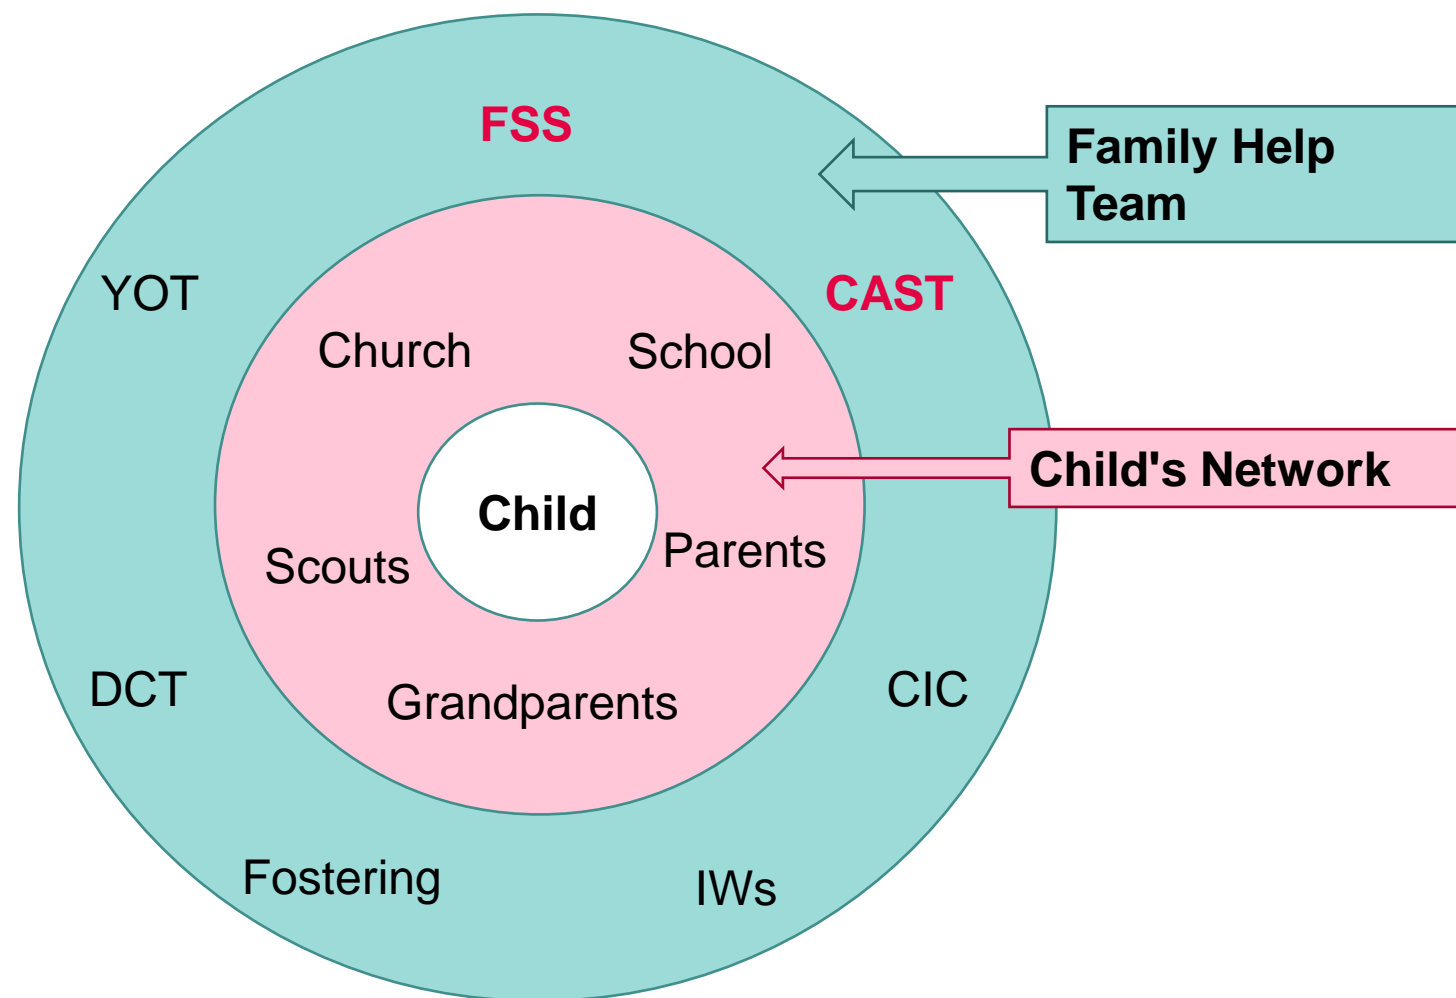 FSS
Family Help
Team
YOT
CAST
Church
School
Child's Network
Child
Scouts
Parents
DCT
Grandparents
CIC
Fostering
IWs